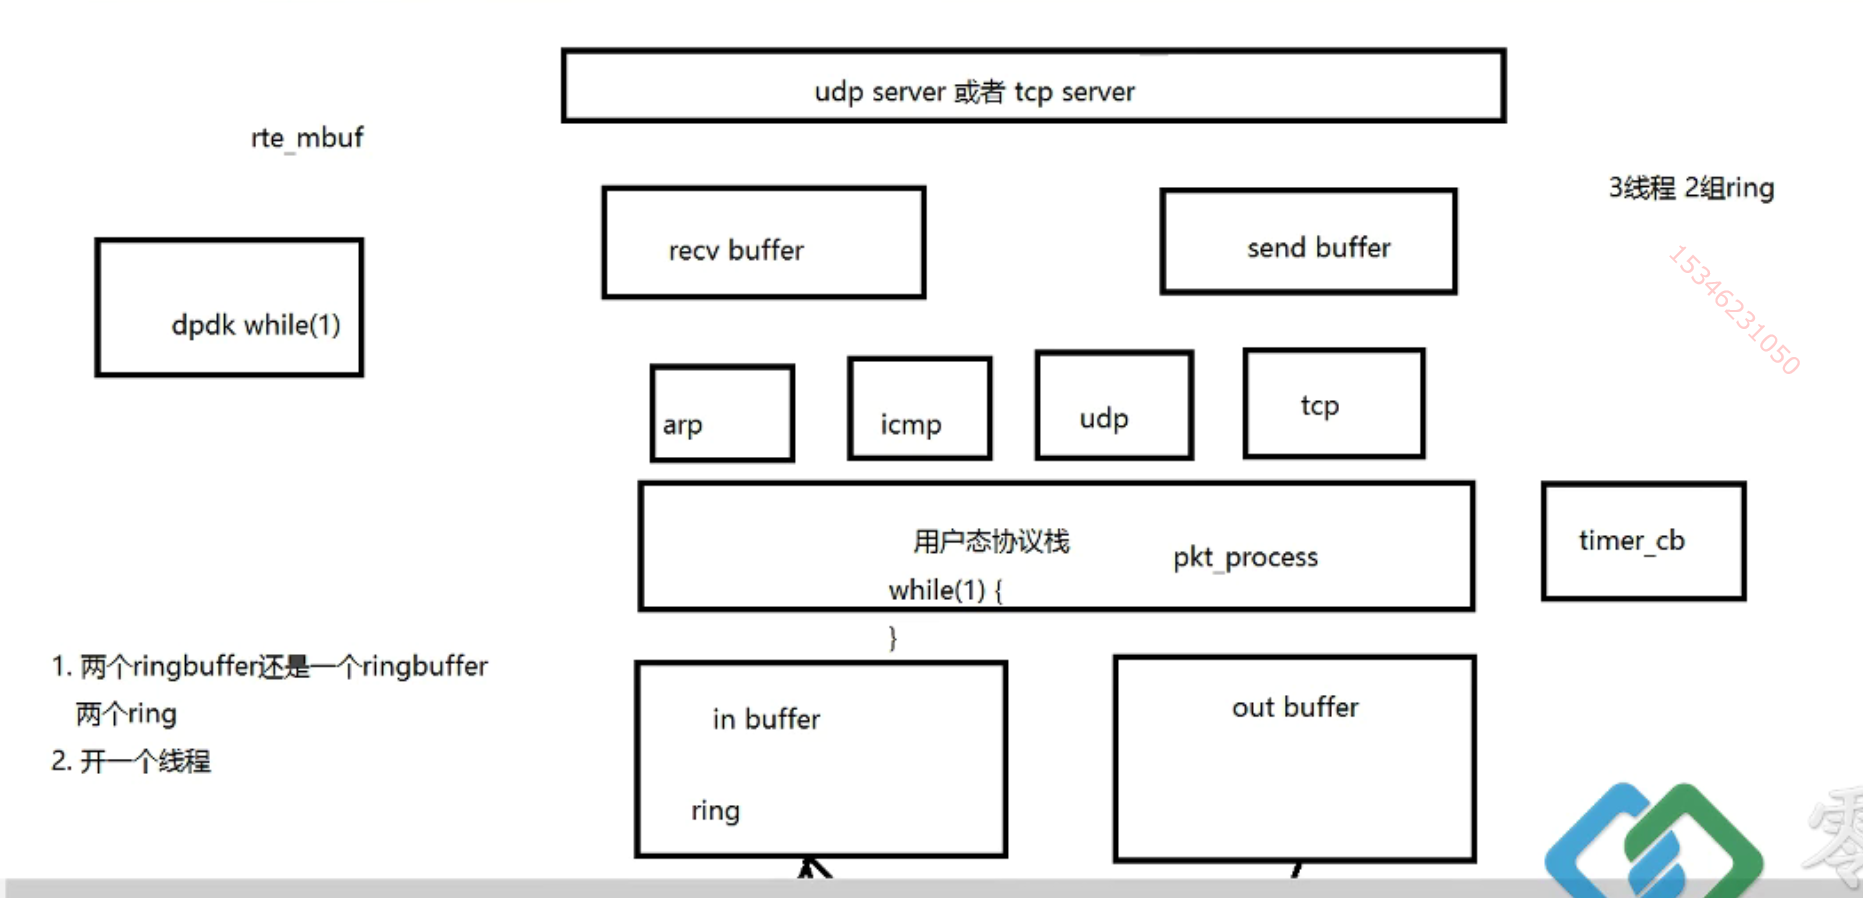 udp server 或者 tcp server
rte_mbuf
3线程 2组ring
recv buffer
send buffer
15346231050
dpdk while(1)
arp
icmp
udp
tcp
用户态协议栈
pkt_process
while(1) {
}
timer_cb
1. 两个ringbuffer还是一个ringbuffer
两个ring
2. 开一个线程
in buffer
ring
out buffer
零